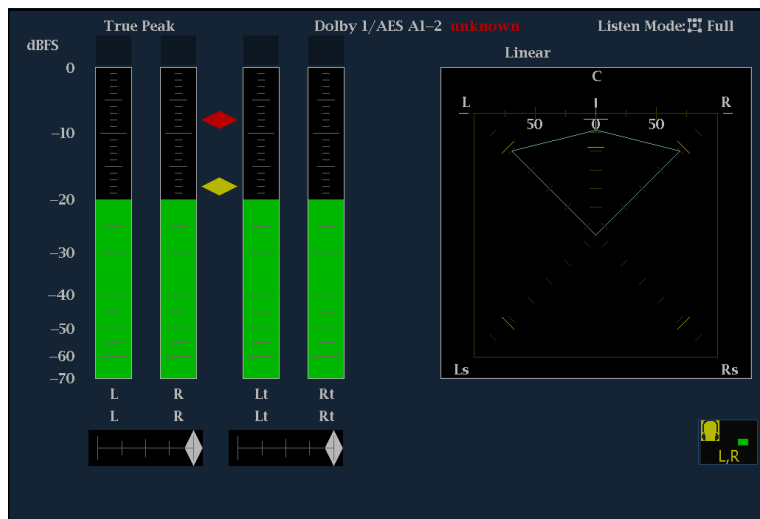 True Peak
Dolby 1/AES A1-2 unknown
Listen Mode: Full
dBFS
Linear
0
-10
-20
-30
-40
-50
-60
-70
C
L
R
50
0
50
Ls
Rs
L R Lt Rt
L R Lt Rt
L,R